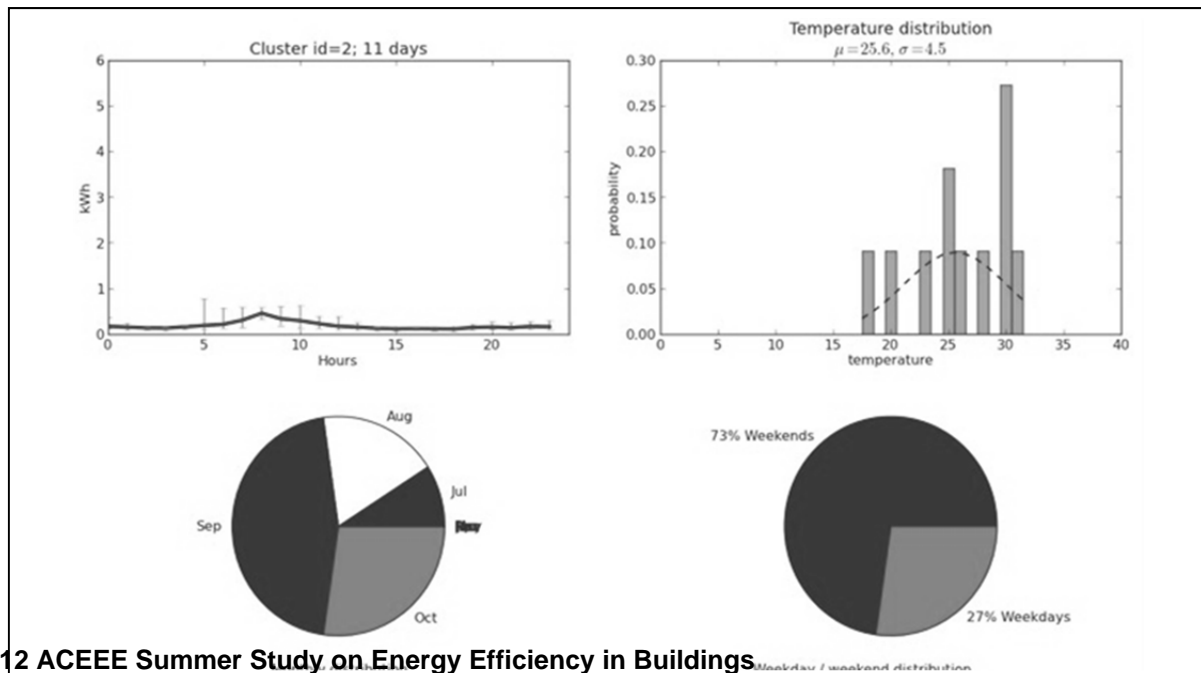 Cluster id=2; 11 days
6
5
4
3
2
1
0
kWh
0 5 10 15 20
Hours
Temperature distribution
μ=25.6, σ=4.5
0.30
0.25
0.20
0.15
0.10
0.05
0.00
probability
0 5 10 15 20 25 30 35 40
temperature
Aug
Jul
Sep
Oct
73% Weekends
27% Weekdays
12 ACEEE Summer Study on Energy Efficiency in Buildings
Weekday / weekend distribution